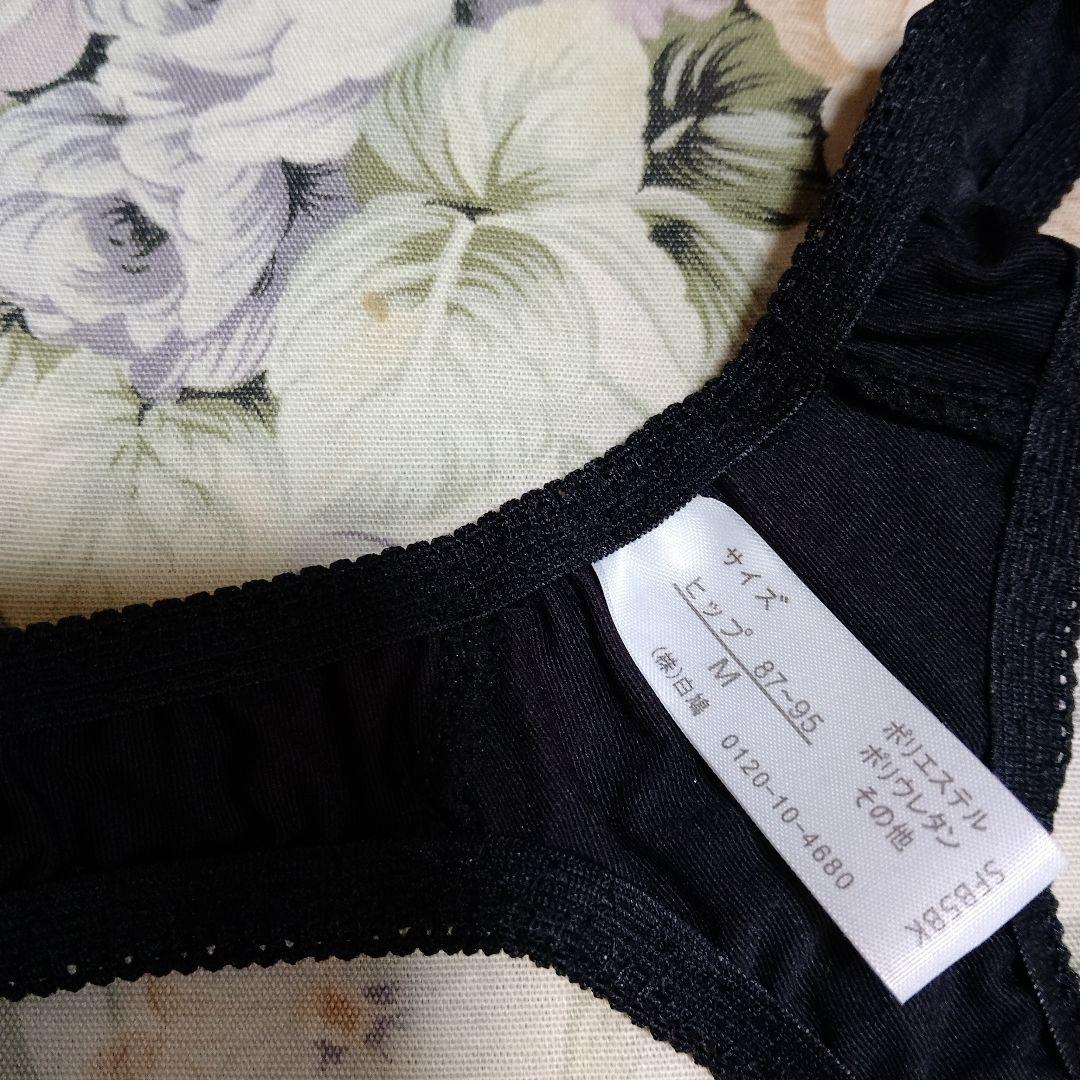 サイズ
ヒップ 87~95
M
(株)白鳩
0120-10-4680
ポリエステル
ポリウレタン
その他
SFB5BK